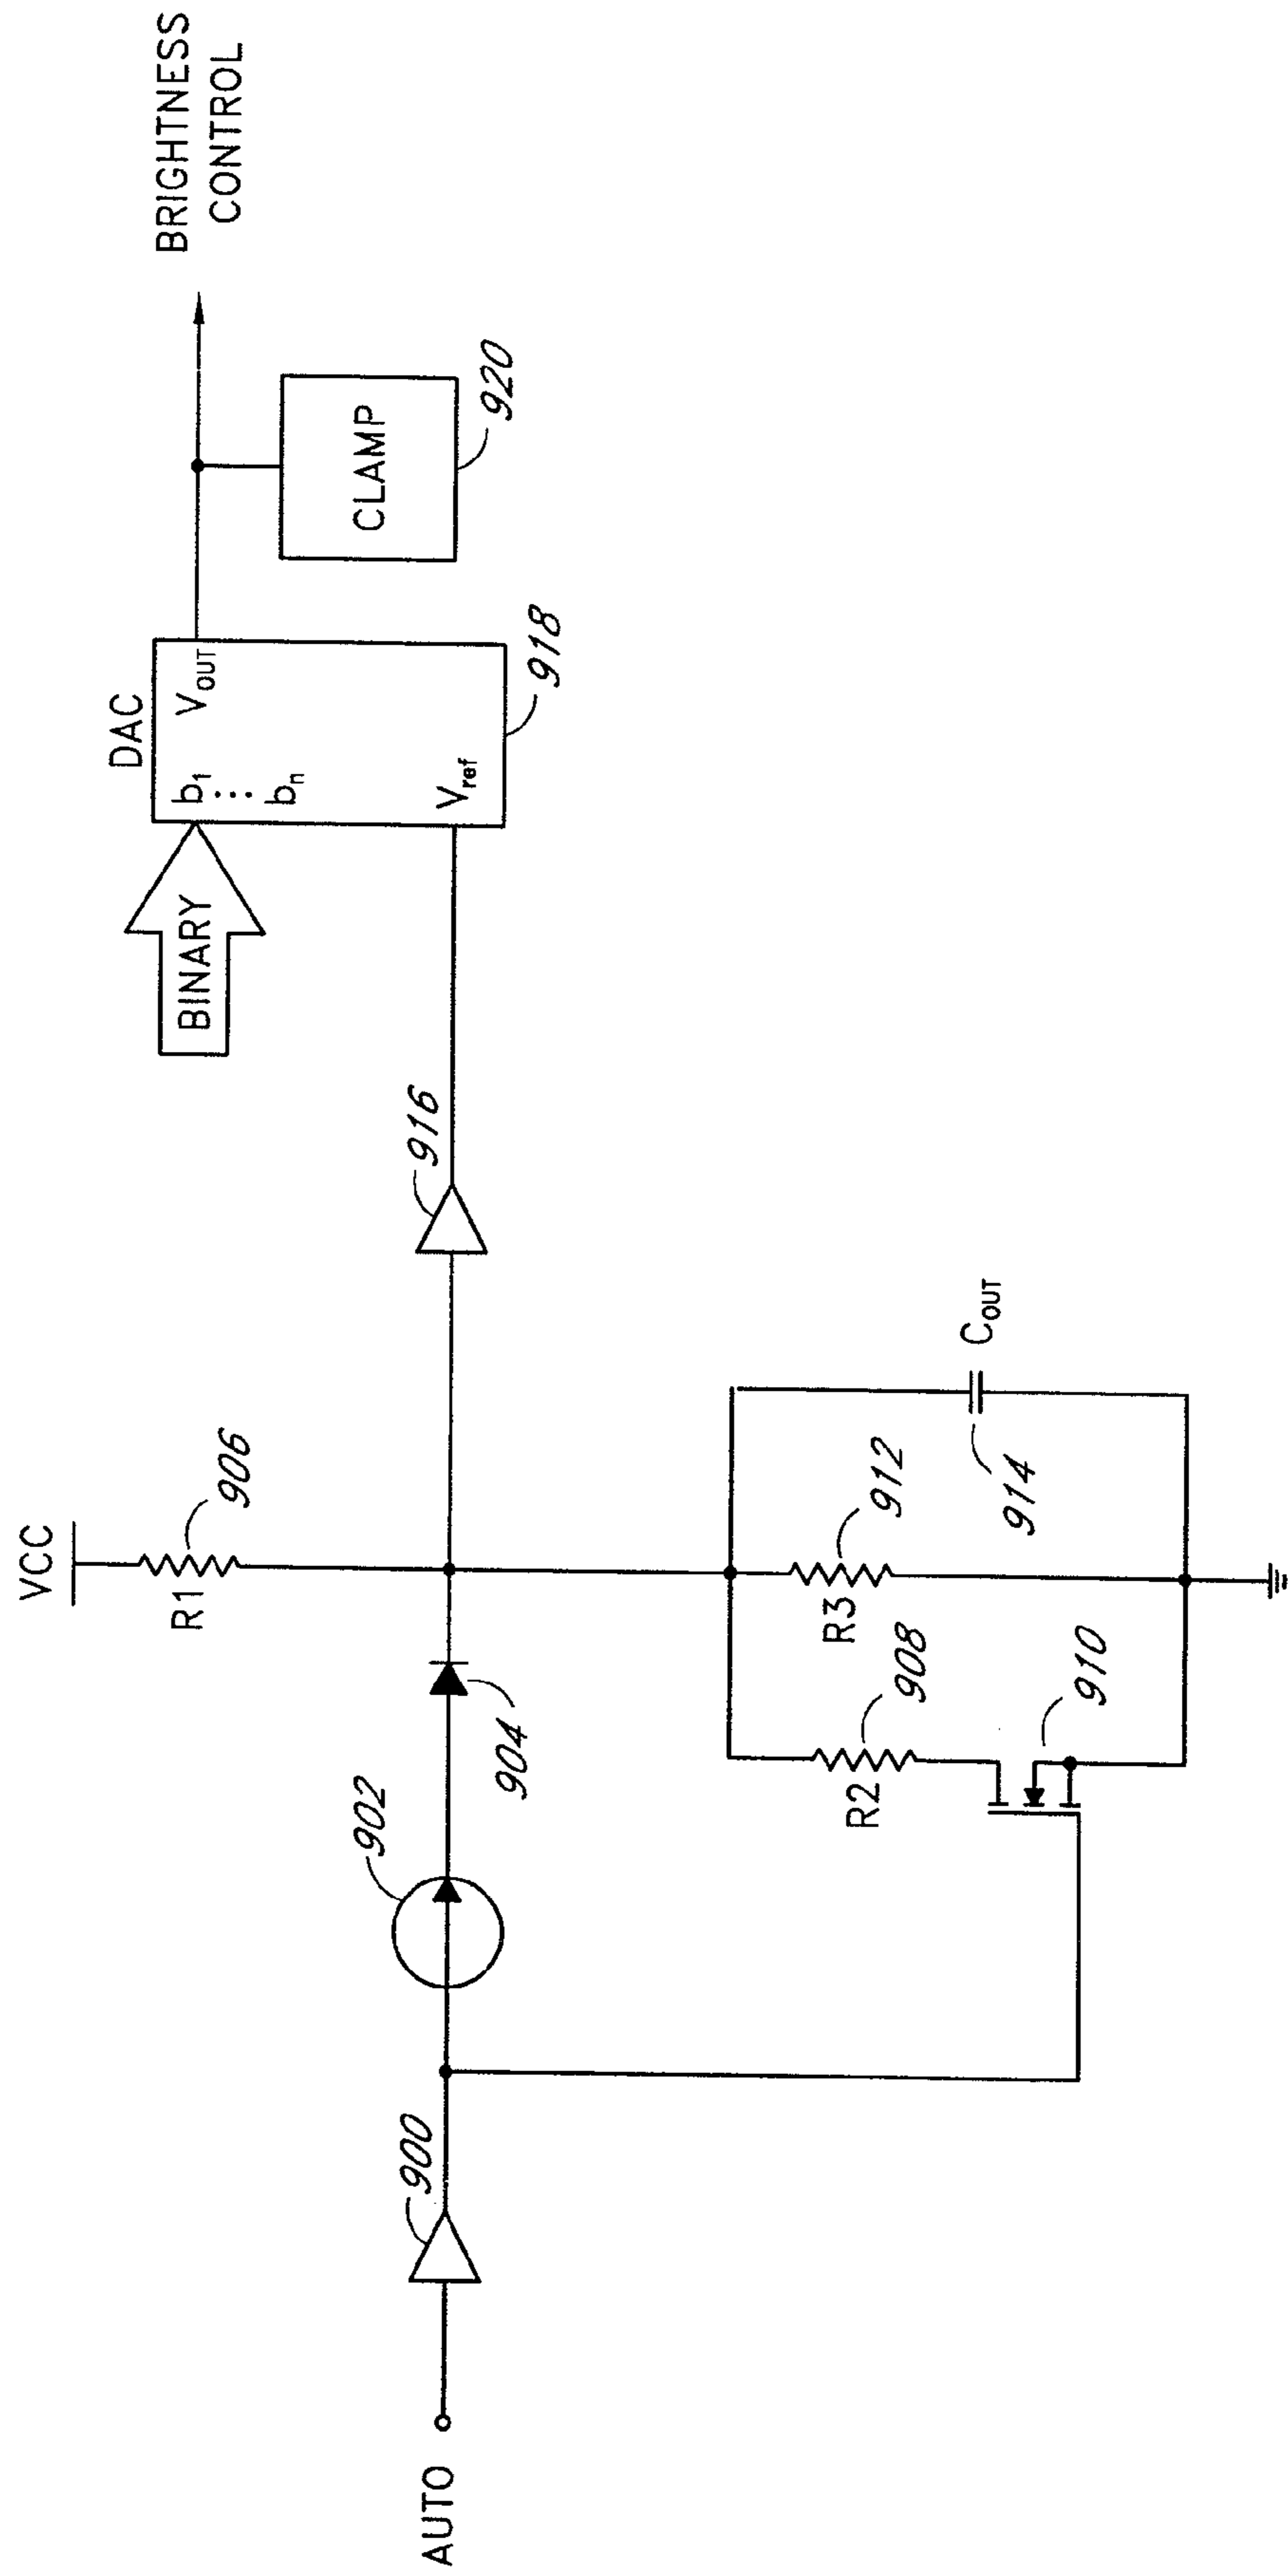 BRIGHTNESS
CONTROL
CLAMP
920
DAC
b1
⋮
bn
VOUT
Vref
918
BINARY
916
VCC
R1
906
904
902
900
AUTO
R2
908
910
R3
912
COUT
914